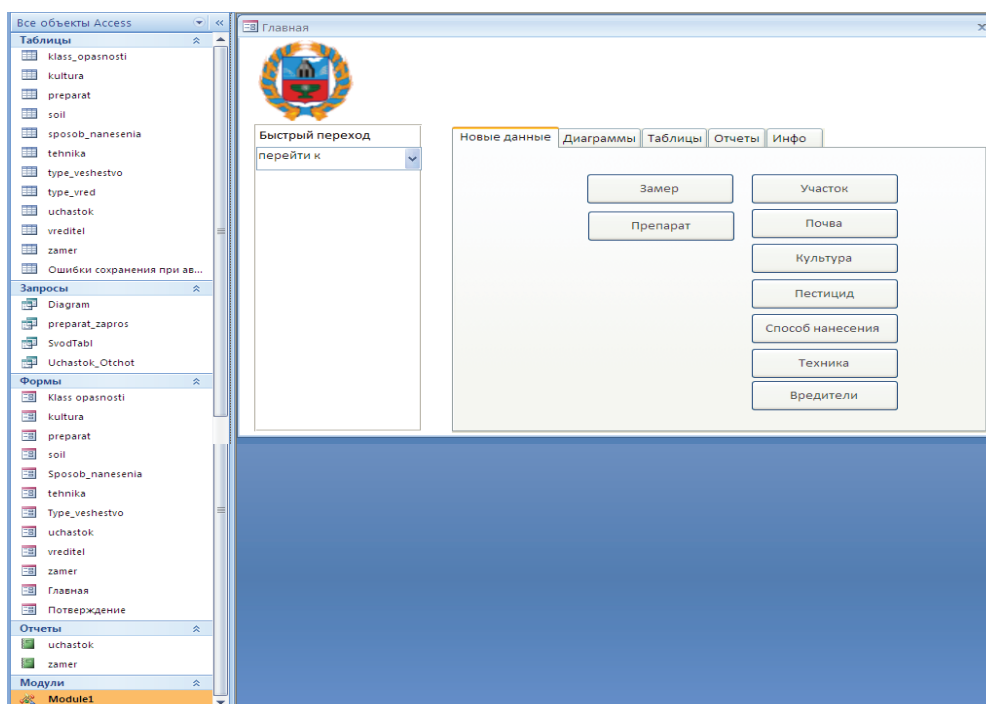 Все объекты Access
Таблицы
klass_opasnosti
kultura
preparat
soil
sposob_nanesenia
tehnika
type_veshestvo
type_vred
uchastok
vreditel
zamer
Ошибки сохранения при ав...
Запросы
Diagram
preparat_zapros
SvodTabl
Uchastok_Otchot
Формы
Klass opasnosti
kultura
preparat
soil
Sposob_nanesenia
tehnika
Type_veshestvo
uchastok
vreditel
zamer
Главная
Потверждение
Отчеты
uchastok
zamer
Модули
Module1
Главная
Быстрый переход
перейти к
Новые данные Диаграммы Таблицы Отчеты Инфо
Замер Участок
Препарат Почва
Культура
Пестицид
Способ нанесения
Техника
Вредители